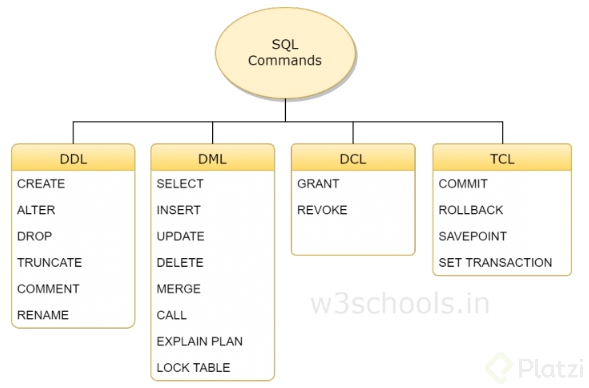 SQL
Commands
DDL
CREATE
ALTER
DROP
TRUNCATE
COMMENT
RENAME
DML
SELECT
INSERT
UPDATE
DELETE
MERGE
CALL
EXPLAIN PLAN
LOCK TABLE
DCL
GRANT
REVOKE
TCL
COMMIT
ROLLBACK
SAVEPOINT
SET TRANSACTION
w3schools.in
Platzi